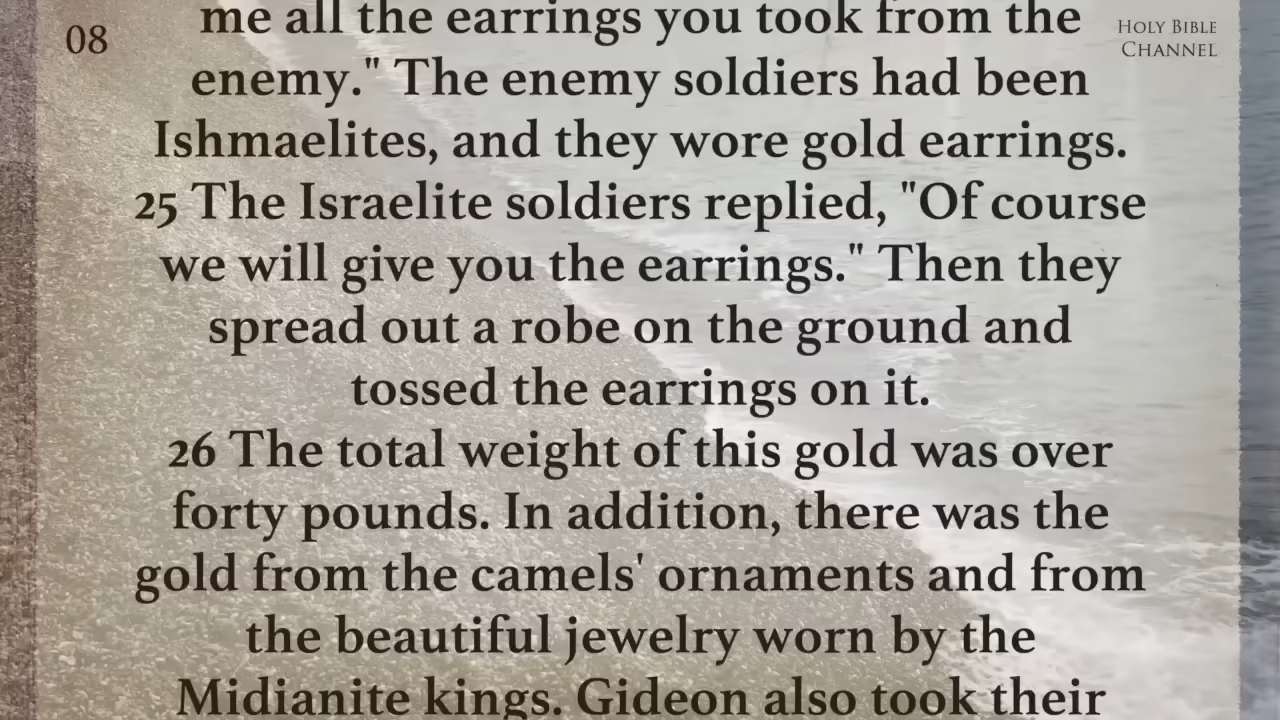 08
HOLY BIBLE
CHANNEL
me all the earrings you took from the
enemy." The enemy soldiers had been
Ishmaelites, and they wore gold earrings.
25 The Israelite soldiers replied, "Of course
we will give you the earrings." Then they
spread out a robe on the ground and
tossed the earrings on it.
26 The total weight of this gold was over
forty pounds. In addition, there was the
gold from the camels' ornaments and from
the beautiful jewelry worn by the
Midianite kings. Gideon also took their